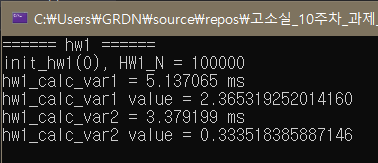 C:₩Users₩GRDN₩source₩repos₩고소실_10주차_과제_
====== hw1 ======
init_hw1(0), HW1_N = 100000
hw1_calc_var1 = 5.137065 ms
hw1_calc_var1 value = 2.365319252014160
hw1_calc_var2 = 3.379199 ms
hw1_calc_var2 value = 0.333518385887146